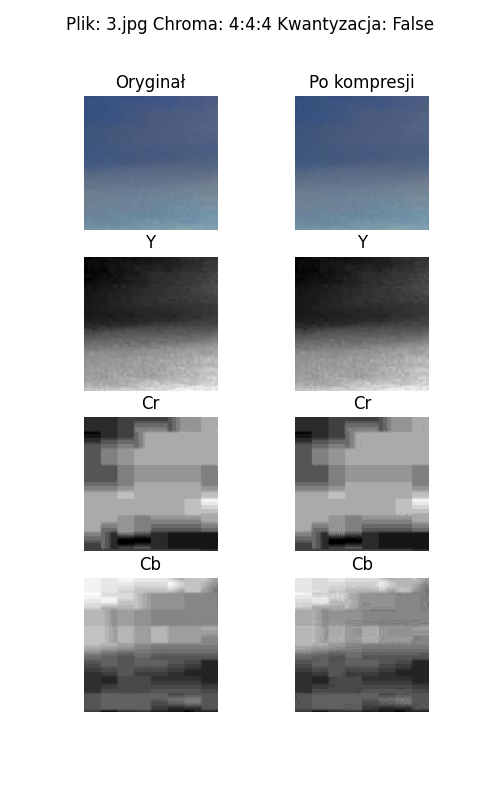 Plik: 3.jpg Chroma: 4:4:4 Kwantyzacja: False
Oryginał Po kompresji
Y Y
Cr Cr
Cb Cb